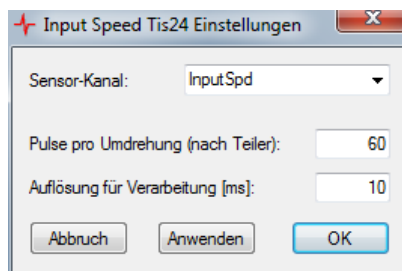 Input Speed Tis24 Einstellungen
Sensor-Kanal: InputSpd
Pulse pro Umdrehung (nach Teiler): 60
Auflösung für Verarbeitung [ms]: 10
Abbruch Anwenden OK